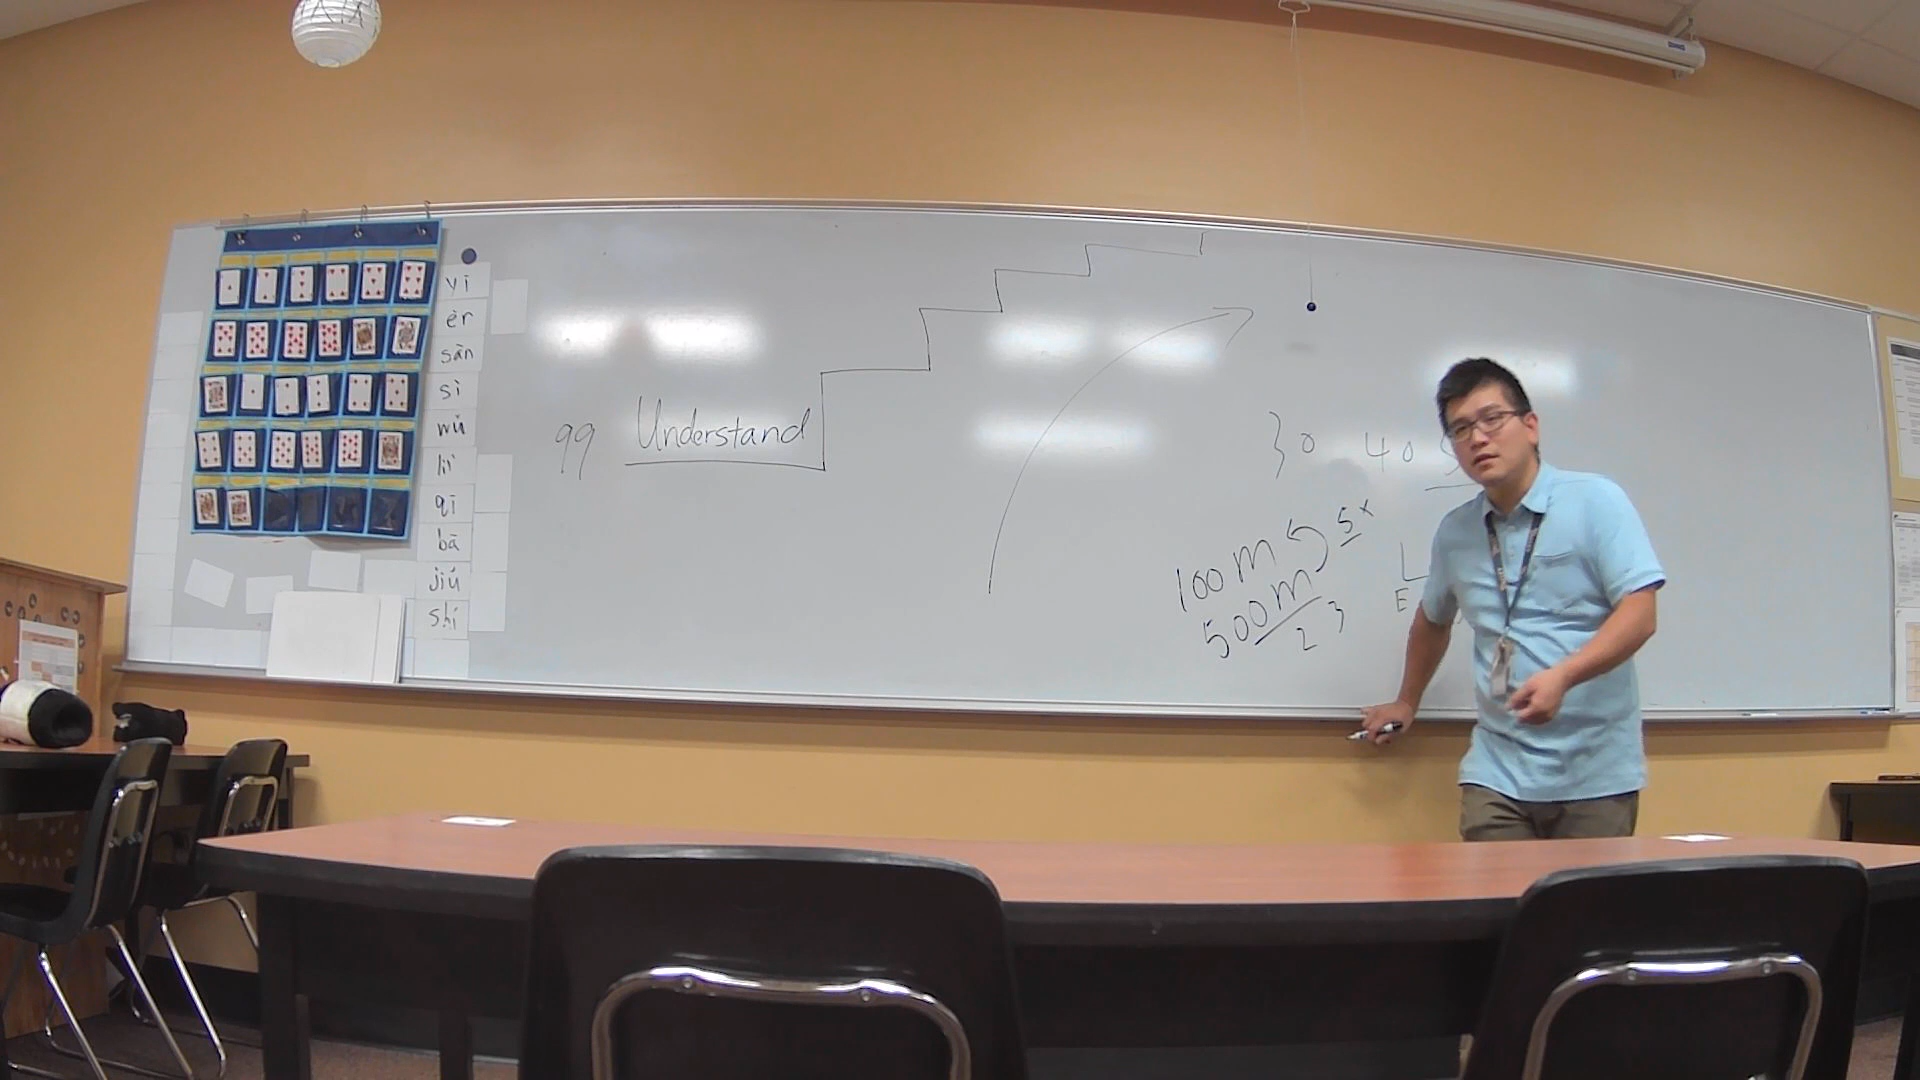 yī
èr
sān
sì
wǔ
liù
qī
bā
jiǔ
shí
99 Understand
30 40 5
100 m 5x
500 m
2 3
L
E